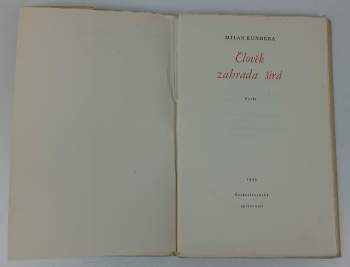 MILAN KUNDERA
Člověk
zahrada širá
Verše
1953
Československý
spisovatel